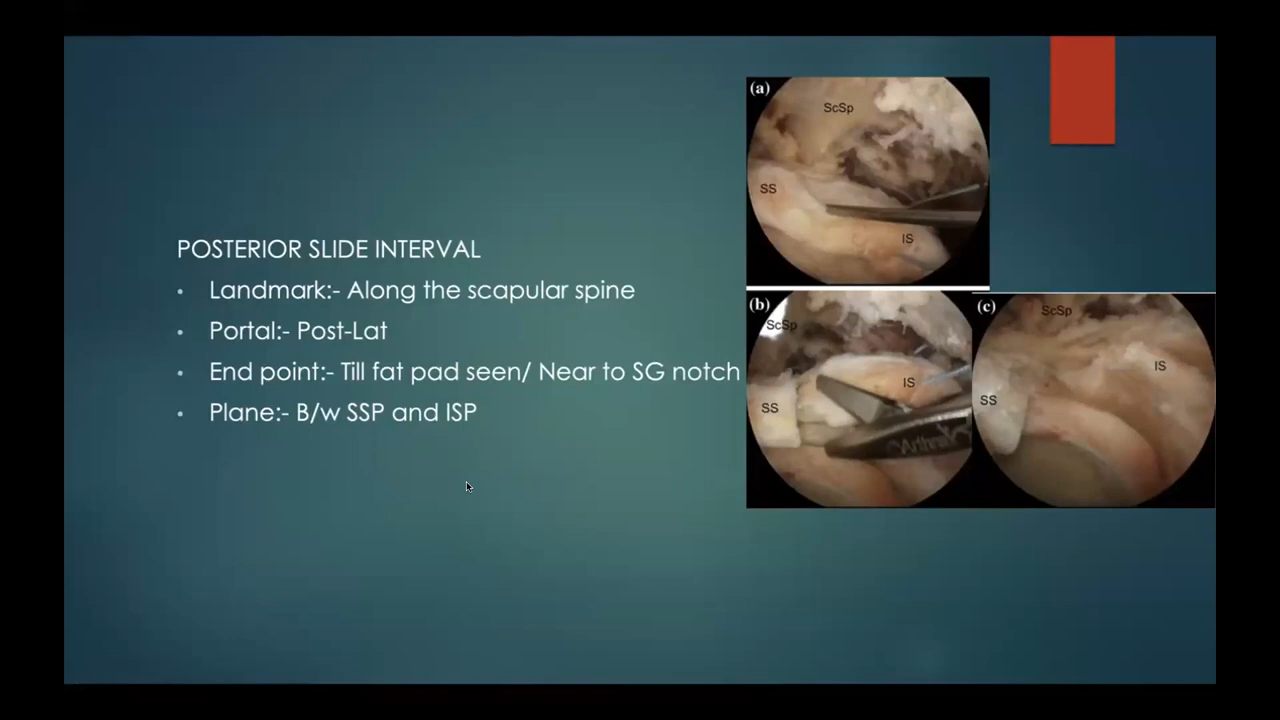 POSTERIOR SLIDE INTERVAL
• Landmark:- Along the scapular spine
• Portal:- Post-Lat
• End point:- Till fat pad seen/ Near to SG notch
• Plane:- B/w SSP and ISP
(a)
ScSp
SS
IS
(b)
ScSp
IS
SS
(c)
ScSp
IS
SS